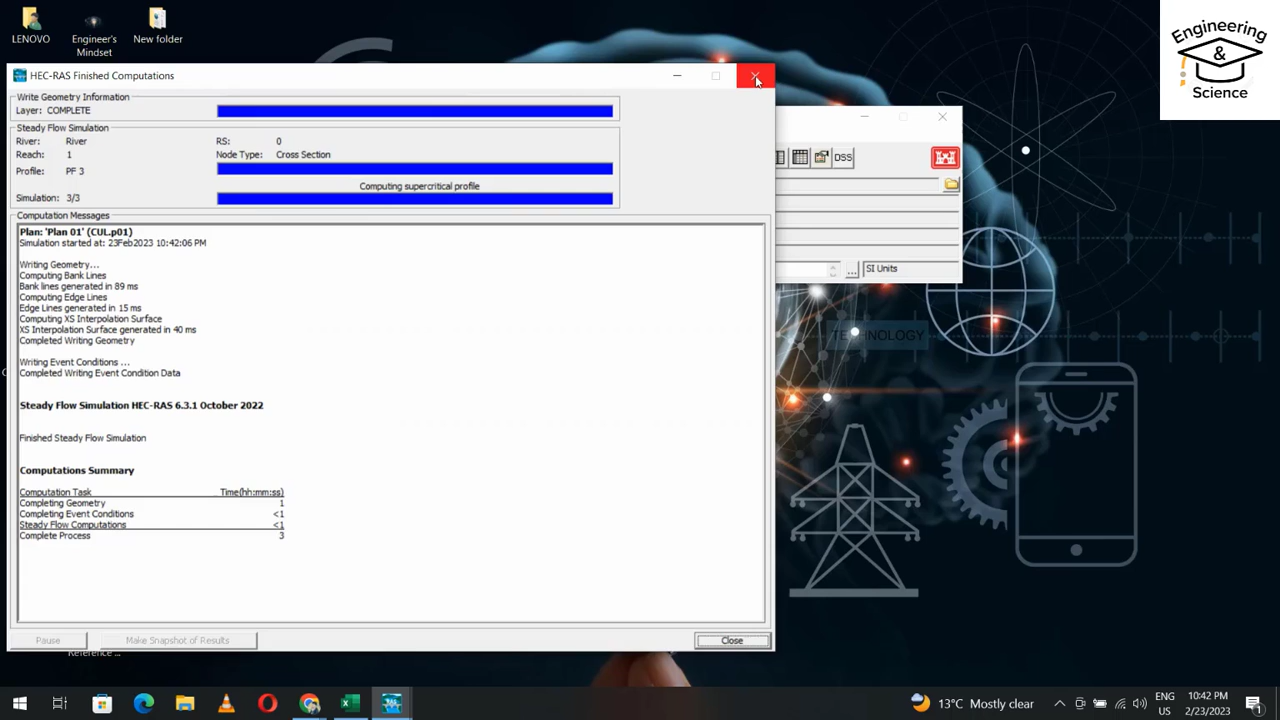 LENOVO
Engineer's
Mindset
New folder
Engineering
&
Science
HEC-RAS Finished Computations
Write Geometry Information
Layer: COMPLETE
Steady Flow Simulation
River: River RS: 0
Reach: 1 Node Type: Cross Section
Profile: PF 3
Computing supercritical profile
Simulation: 3/3
Computation Messages
Plan: 'Plan 01' (CUL.p01)
Simulation started at: 23Feb2023 10:42:06 PM
Writing Geometry...
Computing Bank Lines
Bank lines generated in 89 ms
Computing Edge Lines
Edge Lines generated in 15 ms
Computing XS Interpolation Surface
XS Interpolation Surface generated in 40 ms
Completed Writing Geometry
Writing Event Conditions ...
Completed Writing Event Condition Data
Steady Flow Simulation HEC-RAS 6.3.1 October 2022
Finished Steady Flow Simulation
Computations Summary
Computation Task Time(hh:mm:ss)
Completing Geometry 1
Completing Event Conditions <1
Steady Flow Computations <1
Complete Process 3
Pause
Make Snapshot of Results
Close
DSS
... SI Units
TECHNOLOGY
Reference ...
13°C Mostly clear
ENG
US
10:42 PM
2/23/2023
1